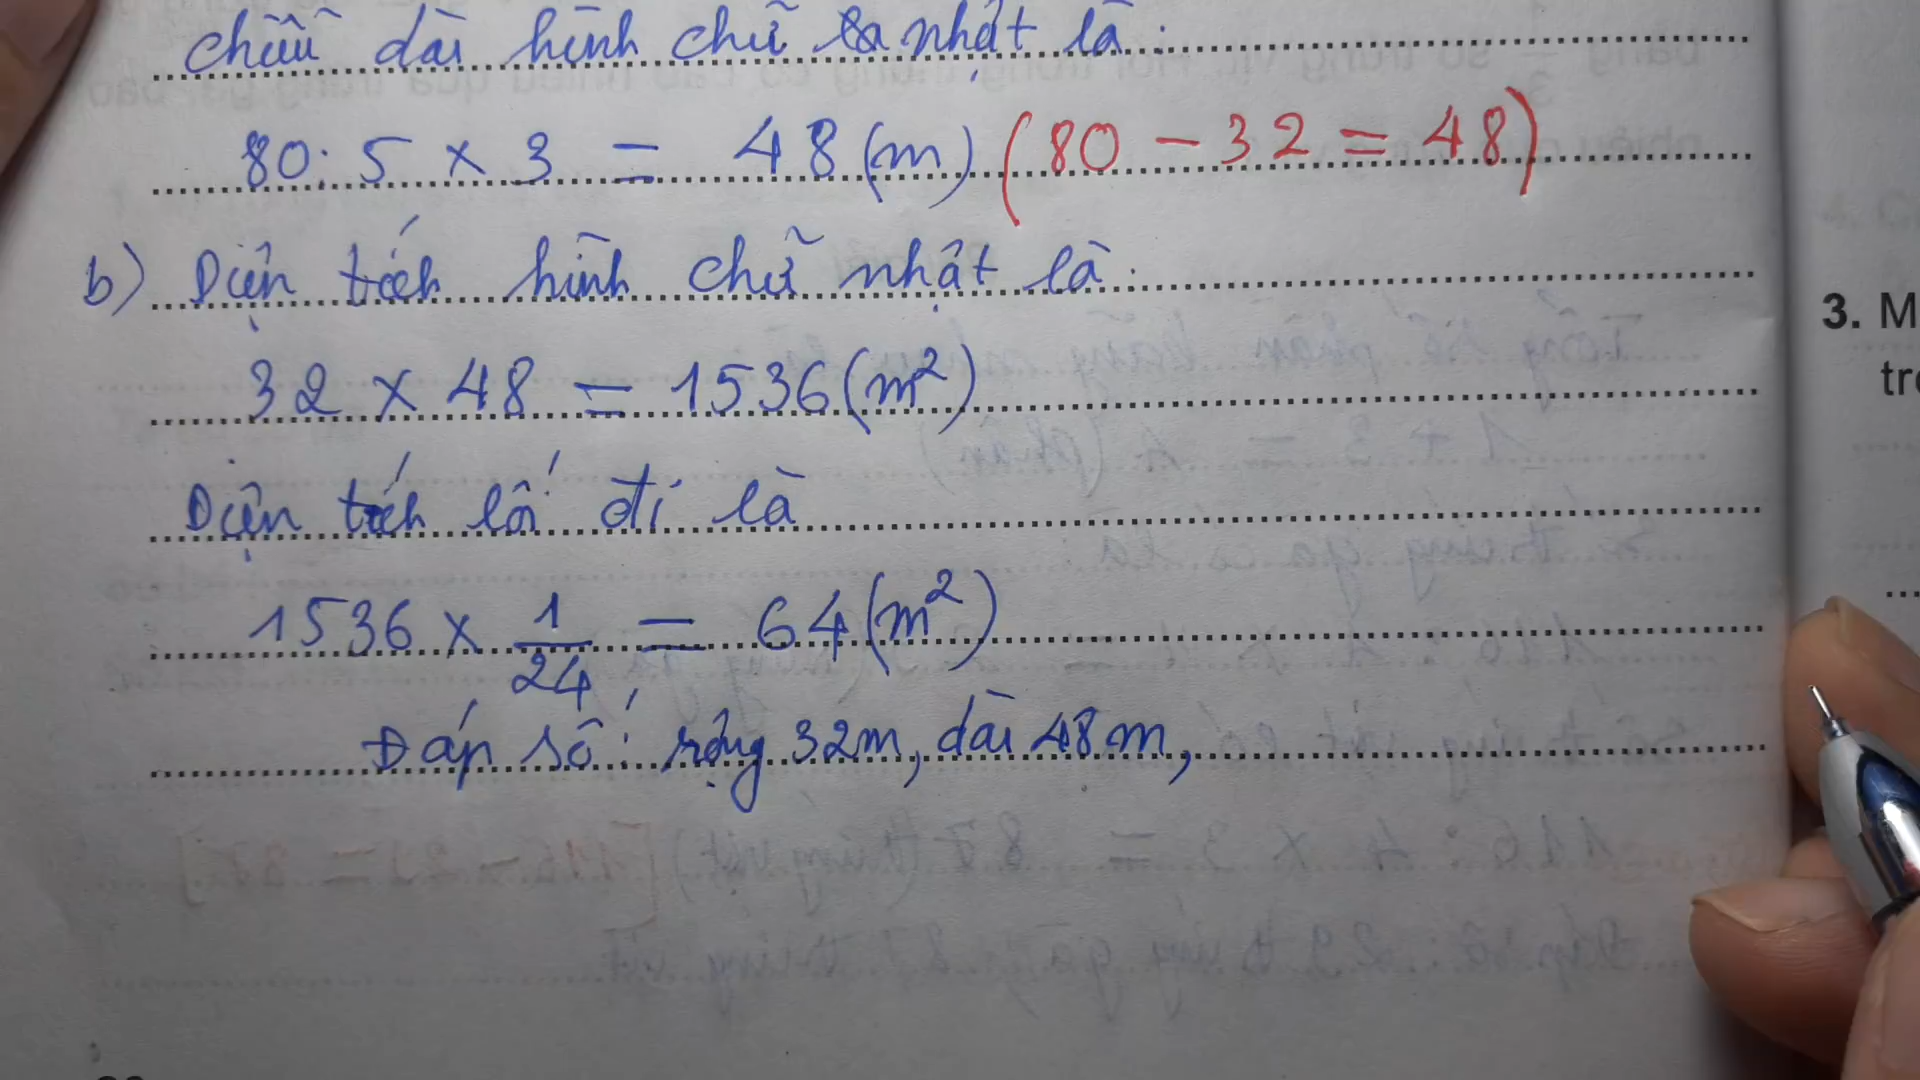 chiều dài hình chữ nhật là:
80 : 5 × 3 = 48 (m) (80 - 32 = 48)
b) Diện tích hình chữ nhật là:
32 × 48 = 1536 (m²)
Diện tích lối đi là
1536 × 1/24 = 64 (m²)
Đáp số: rộng 32m, dài 48m,
3. M